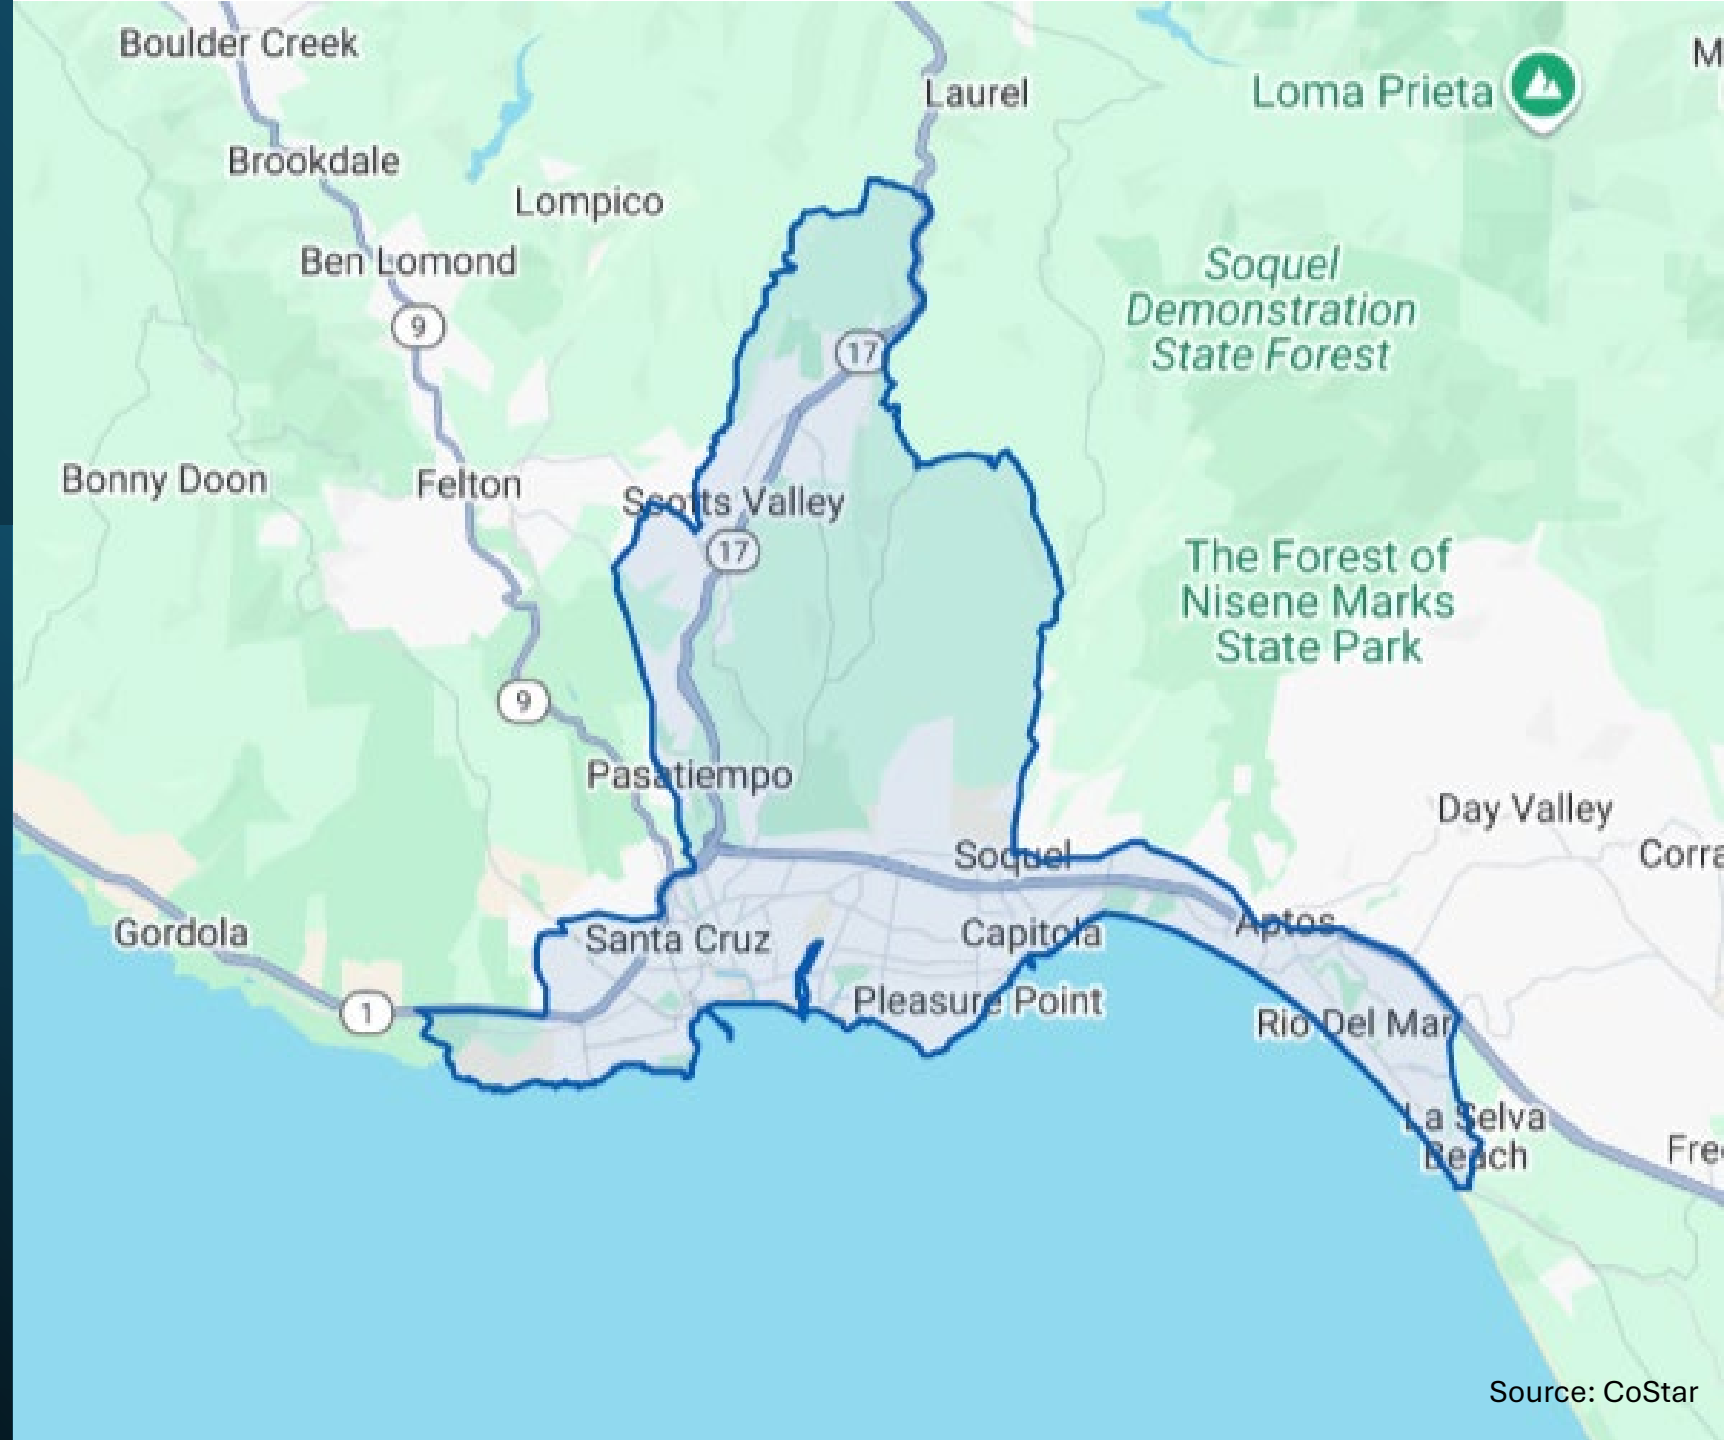 Boulder Creek
Laurel
Loma Prieta
Brookdale
Lompico
Ben Lomond
Soquel
Demonstration
State Forest
9
17
Bonny Doon
Felton
Scotts Valley
17
The Forest of
Nisene Marks
State Park
9
Pasatiempo
Day Valley
Soquel
Corra
Gordola
Santa Cruz
Capitola
Aptos
1
Pleasure Point
Rio Del Mar
La Selva
Beach
Fre
Source: CoStar